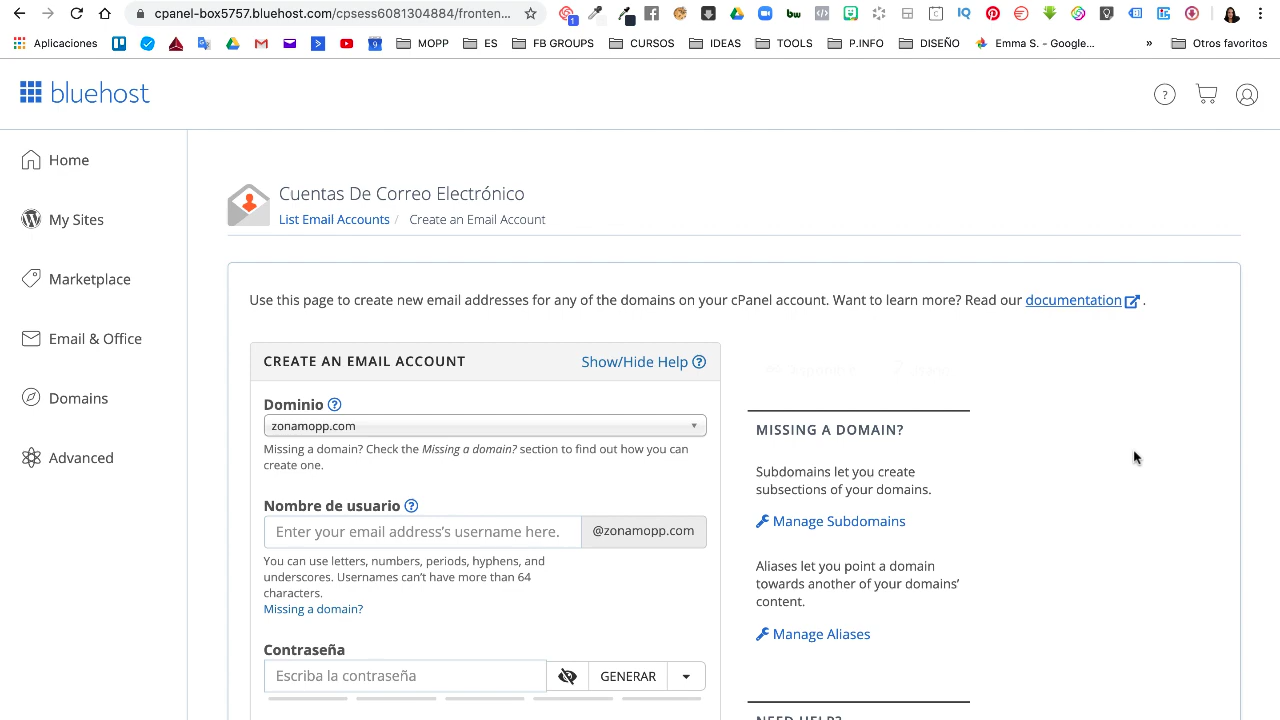 cpanel-box5757.bluehost.com/cpsess6081304884/fronten...
1
Aplicaciones
MOPP
ES
FB GROUPS
CURSOS
IDEAS
TOOLS
P.INFO
DISEÑO
Emma S. - Google...
»
Otros favoritos
bluehost
Home
My Sites
Marketplace
Email & Office
Domains
Advanced
Cuentas De Correo Electrónico
List Email Accounts / Create an Email Account
Use this page to create new email addresses for any of the domains on your cPanel account. Want to learn more? Read our documentation .
CREATE AN EMAIL ACCOUNT
Show/Hide Help
Dominio
zonamopp.com
Missing a domain? Check the Missing a domain? section to find out how you can
create one.
Nombre de usuario
Enter your email address's username here.
@zonamopp.com
You can use letters, numbers, periods, hyphens, and
underscores. Usernames can't have more than 64
characters.
Missing a domain?
Contraseña
Escriba la contraseña
GENERAR
MISSING A DOMAIN?
Subdomains let you create
subsections of your domains.
Manage Subdomains
Aliases let you point a domain
towards another of your domains'
content.
Manage Aliases
NEED HELP?